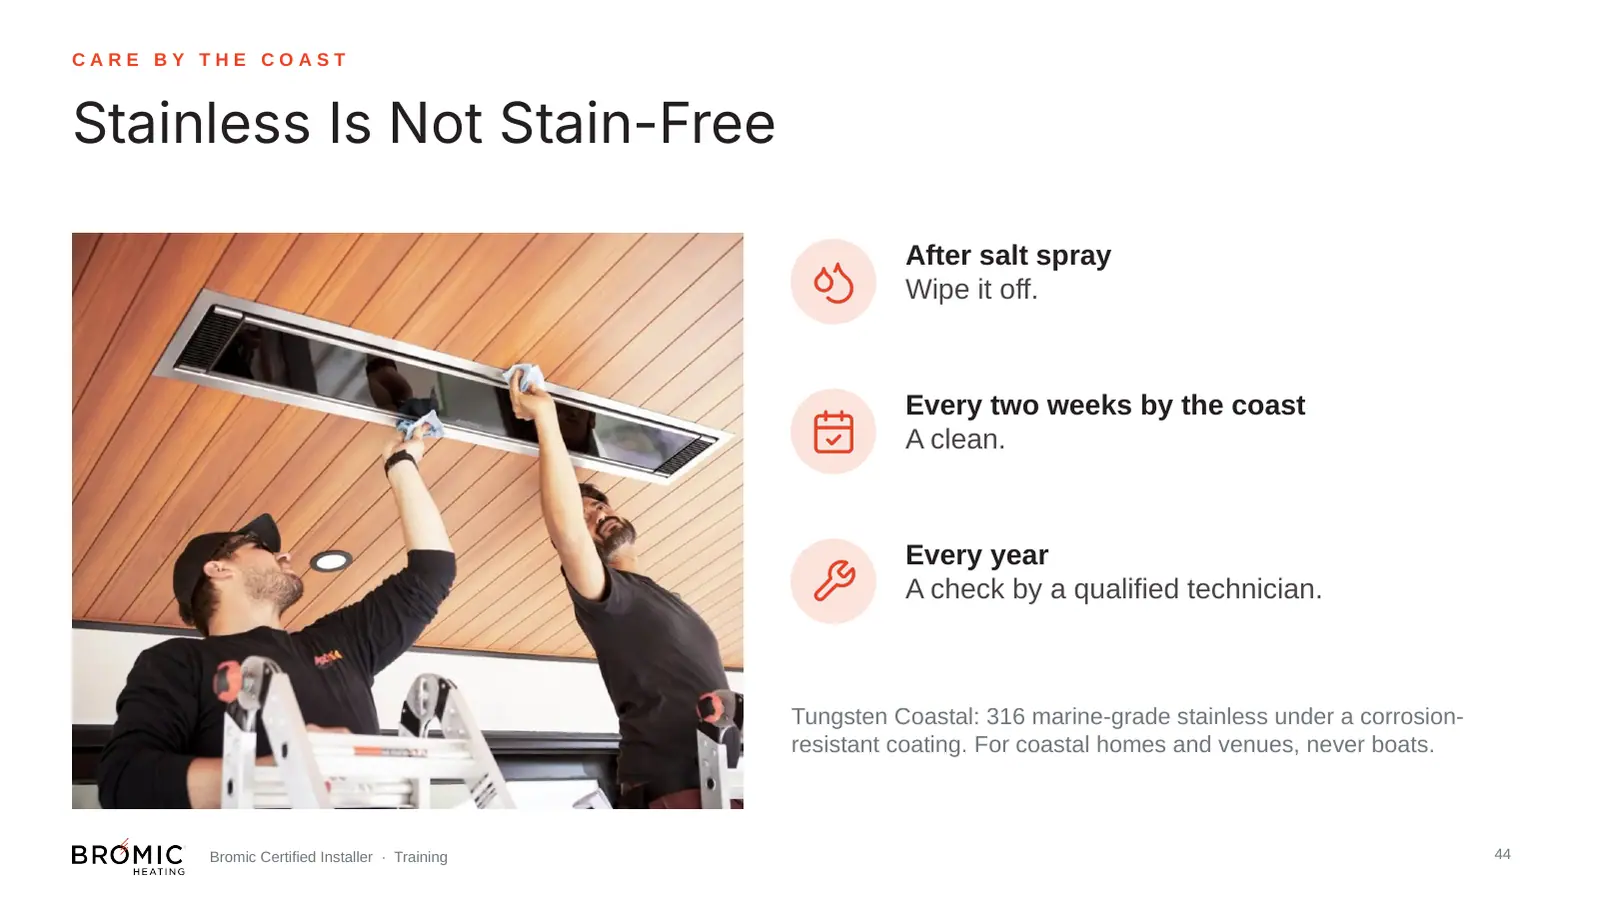 CARE BY THE COAST
Stainless Is Not Stain-Free
After salt spray
Wipe it off.
Every two weeks by the coast
A clean.
Every year
A check by a qualified technician.
Tungsten Coastal: 316 marine-grade stainless under a corrosion-
resistant coating. For coastal homes and venues, never boats.
BROMIC
HEATING
Bromic Certified Installer · Training
44